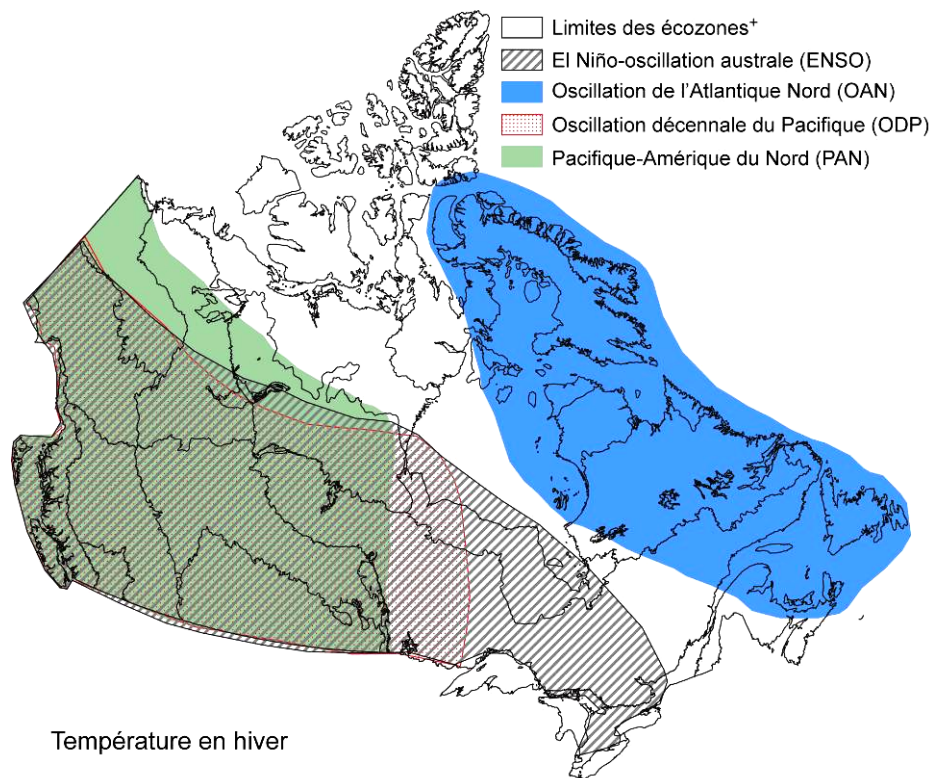 Limites des écozones⁺
El Niño-oscillation australe (ENSO)
Oscillation de l'Atlantique Nord (OAN)
Oscillation décennale du Pacifique (ODP)
Pacifique-Amérique du Nord (PAN)
Température en hiver